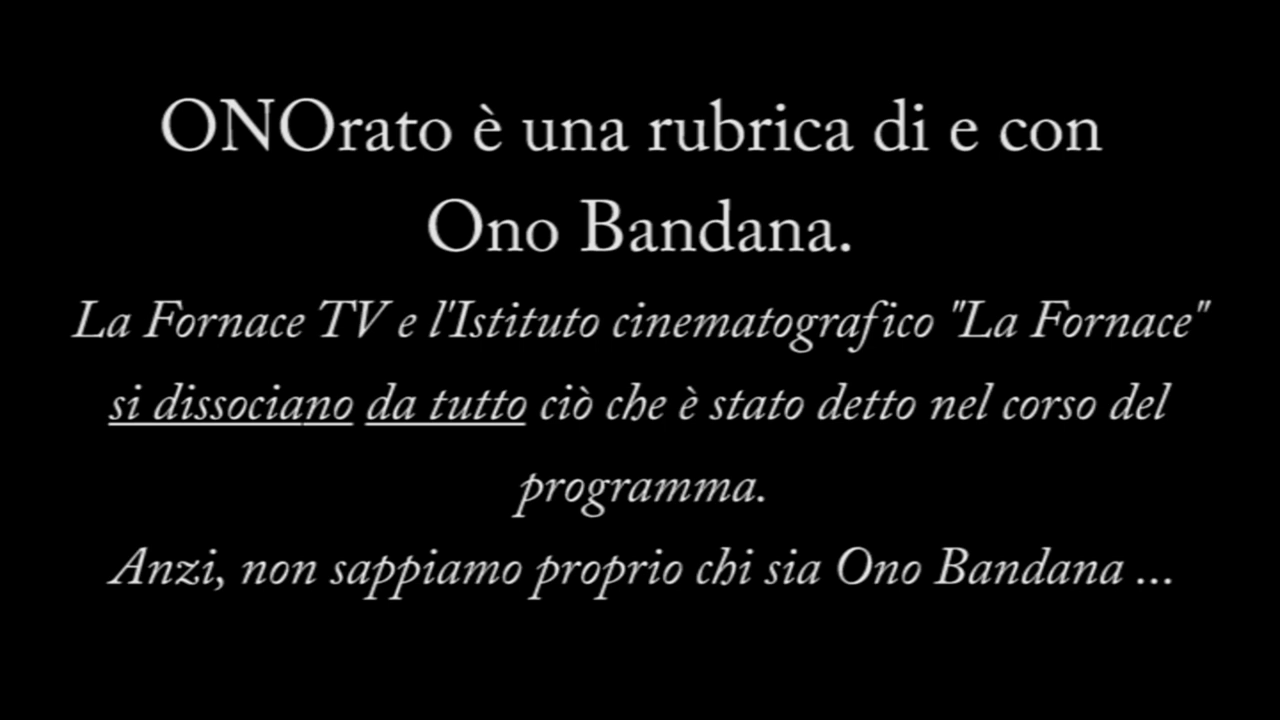 ONOrato è una rubrica di e con
Ono Bandana.
La Fornace TV e l'Istituto cinematografico "La Fornace"
si dissociano da tutto ciò che è stato detto nel corso del
programma.
Anzi, non sappiamo proprio chi sia Ono Bandana ...